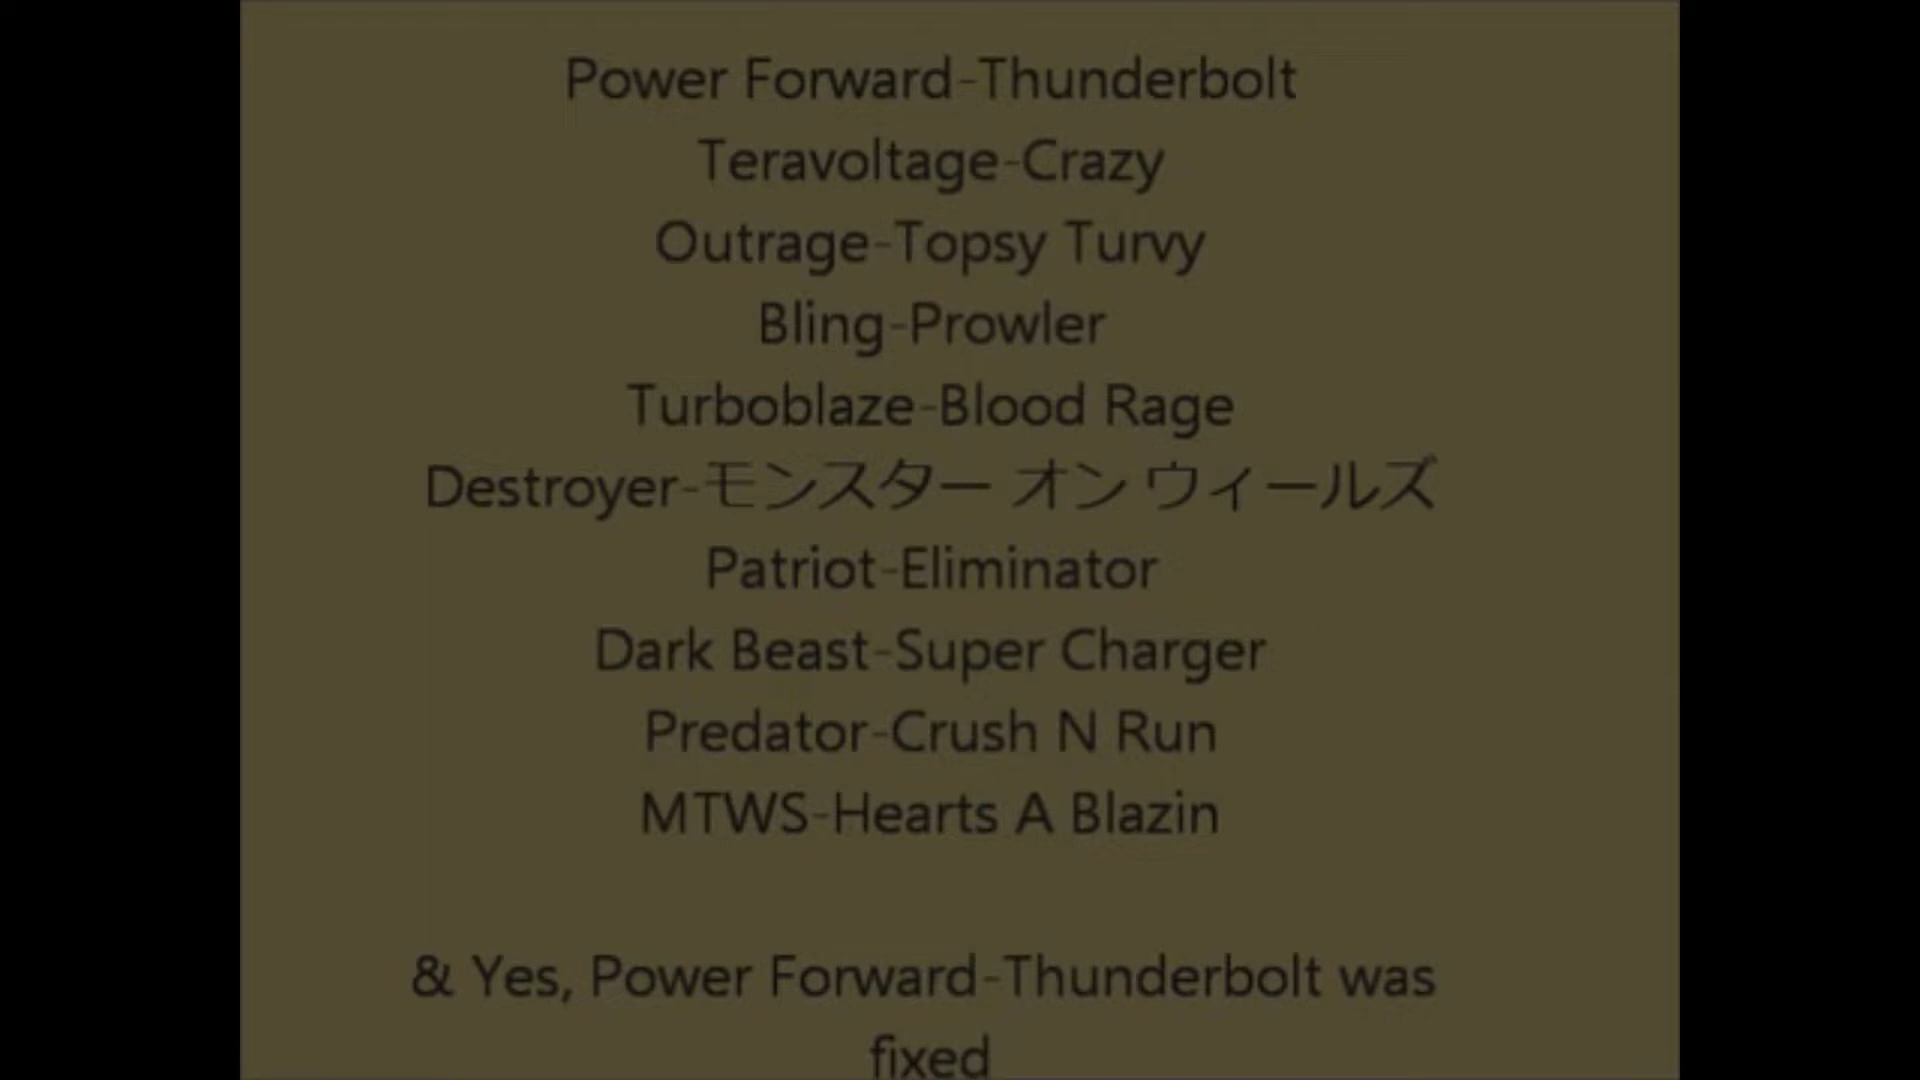 Power Forward-Thunderbolt
Teravoltage-Crazy
Outrage-Topsy Turvy
Bling-Prowler
Turboblaze-Blood Rage
Destroyer-モンスター オン ウィールズ
Patriot-Eliminator
Dark Beast-Super Charger
Predator-Crush N Run
MTWS-Hearts A Blazin
& Yes, Power Forward-Thunderbolt was
fixed